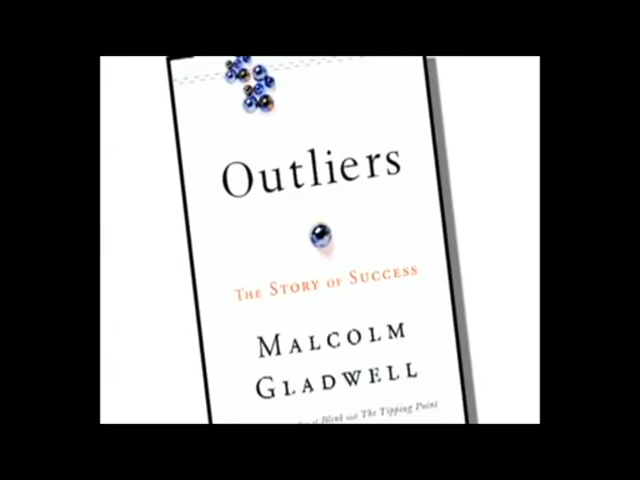 Outliers
THE STORY OF SUCCESS
MALCOLM
GLADWELL
of Blink and The Tipping Point